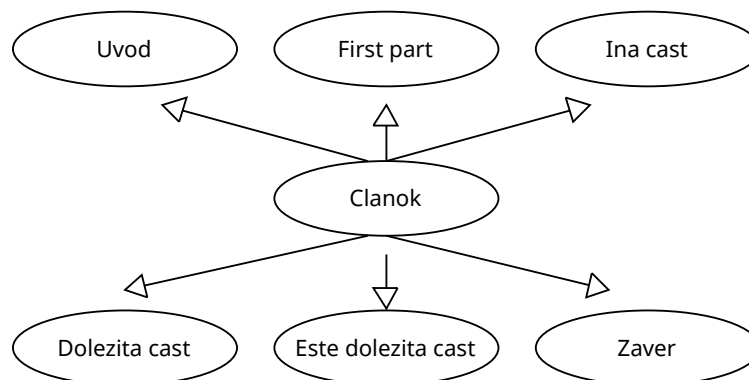 Uvod
First part
Ina cast
Clanok
Dolezita cast
Este dolezita cast
Zaver